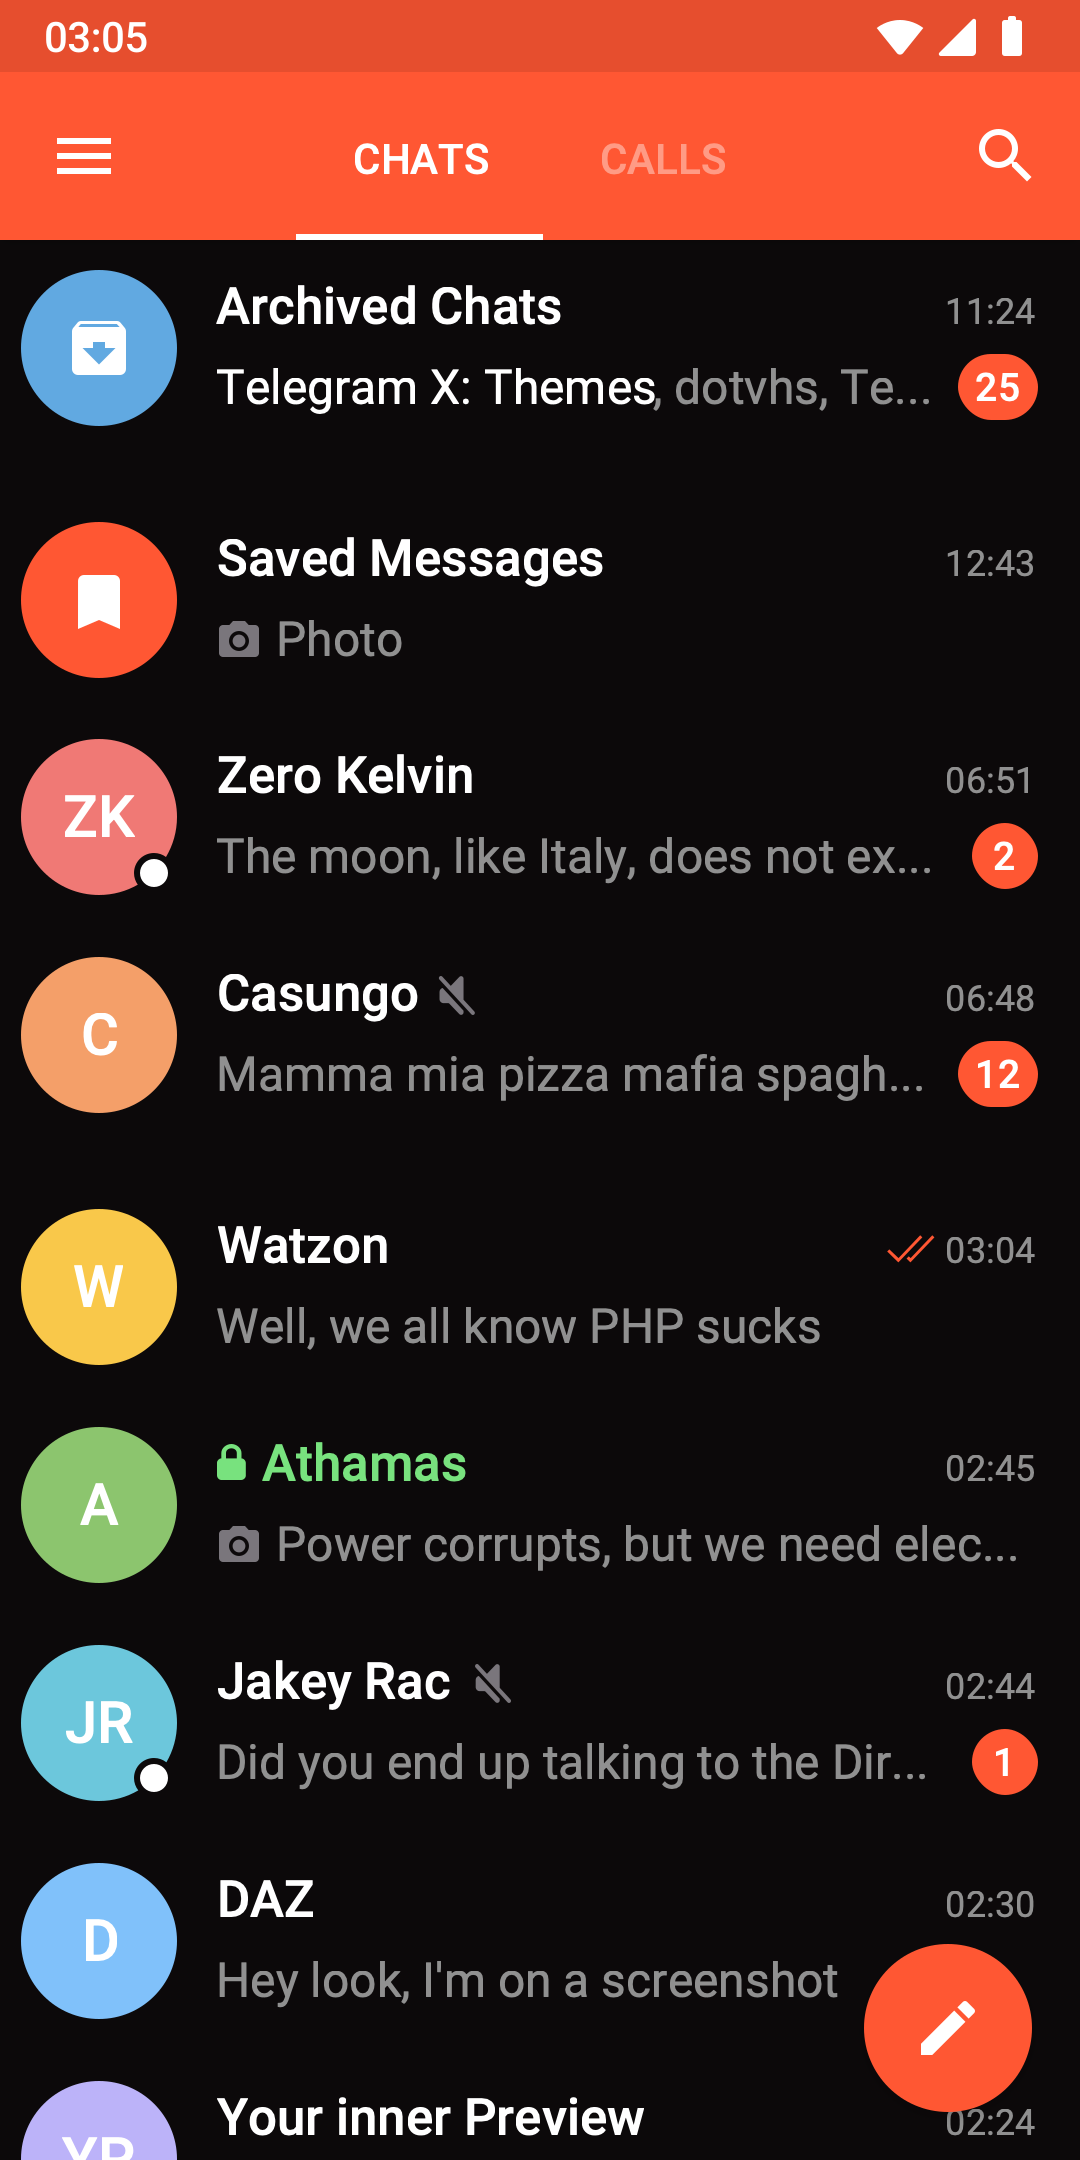 03:05
CHATS CALLS
Archived Chats 11:24
Telegram X: Themes, dotvhs, Te... 25
Saved Messages 12:43
Photo
Zero Kelvin 06:51
ZK
The moon, like Italy, does not ex... 2
Casungo 06:48
C
Mamma mia pizza mafia spagh... 12
Watzon 03:04
W
Well, we all know PHP sucks
Athamas 02:45
A
Power corrupts, but we need elec...
Jakey Rac 02:44
JR
Did you end up talking to the Dir... 1
DAZ 02:30
D
Hey look, I'm on a screenshot
Your inner Preview 02:24
YP